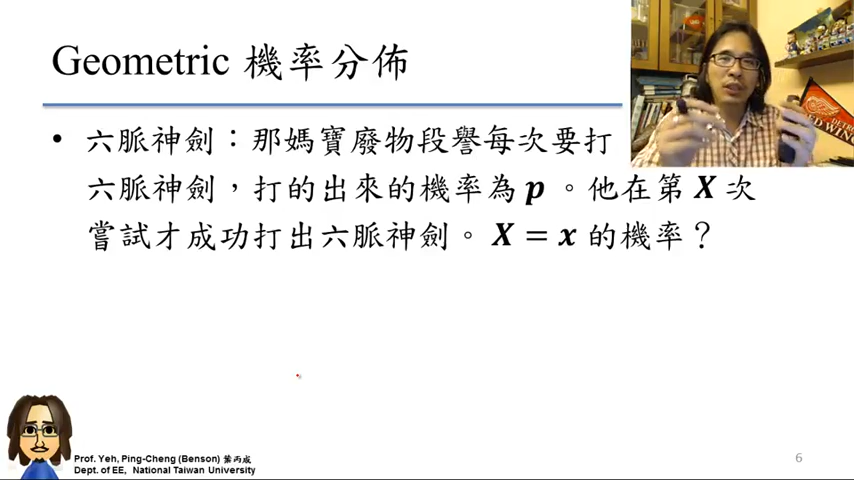 Geometric 機率分佈
• 六脈神劍：那媽寶廢物段譽每次要打
六脈神劍，打的出來的機率為 p 。他在第 X 次
嘗試才成功打出六脈神劍。 X = x 的機率？
DETRO
RED WING
Prof. Yeh, Ping-Cheng (Benson) 葉丙成
Dept. of EE, National Taiwan University
6